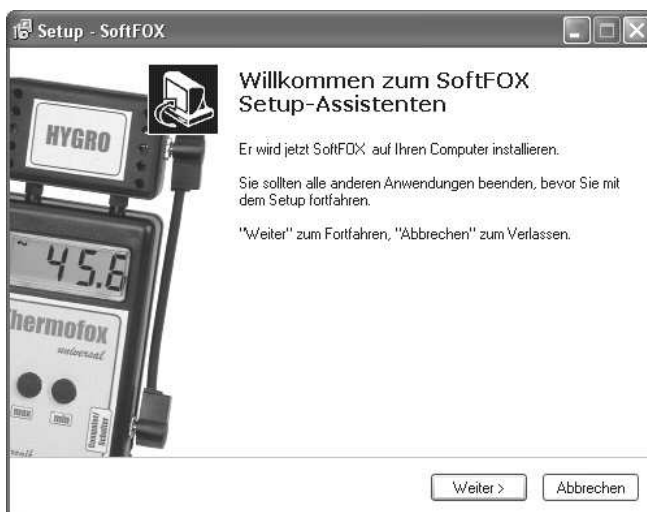 Setup - SoftFOX
Willkommen zum SoftFOX
Setup-Assistenten
Er wird jetzt SoftFOX auf Ihren Computer installieren.
Sie sollten alle anderen Anwendungen beenden, bevor Sie mit
dem Setup fortfahren.
"Weiter" zum Fortfahren, "Abbrechen" zum Verlassen.
HYGRO
~ 45.6
Thermofox
universal
max
min
Computer/
Schalter
Weiter >
Abbrechen